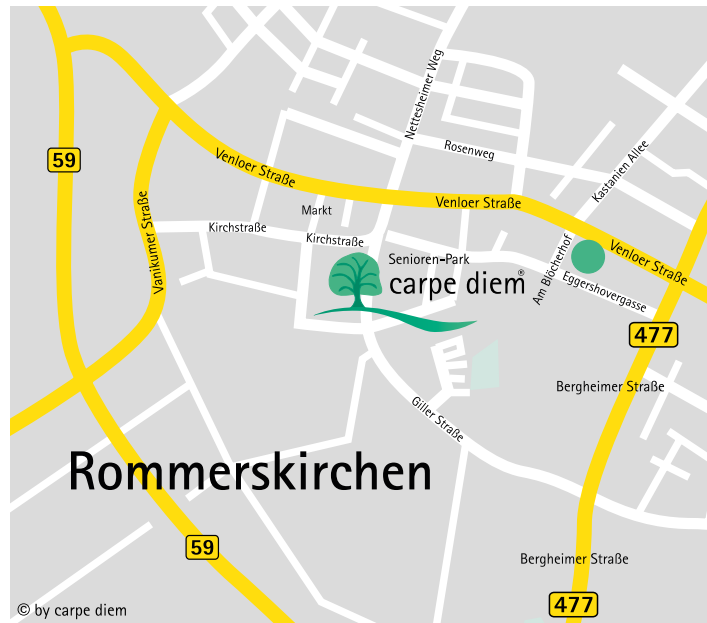 Nettesheimer Weg
59
Rosenweg
Kastanien Allee
Venloer Straße
Vanikumer Straße
Markt
Venloer Straße
Kirchstraße
Kirchstraße
Am Blöcherhof
Venloer Straße
Senioren-Park
carpe diem®
Eggershovergasse
477
Bergheimer Straße
Giller Straße
Rommerskirchen
59
Bergheimer Straße
477
© by carpe diem